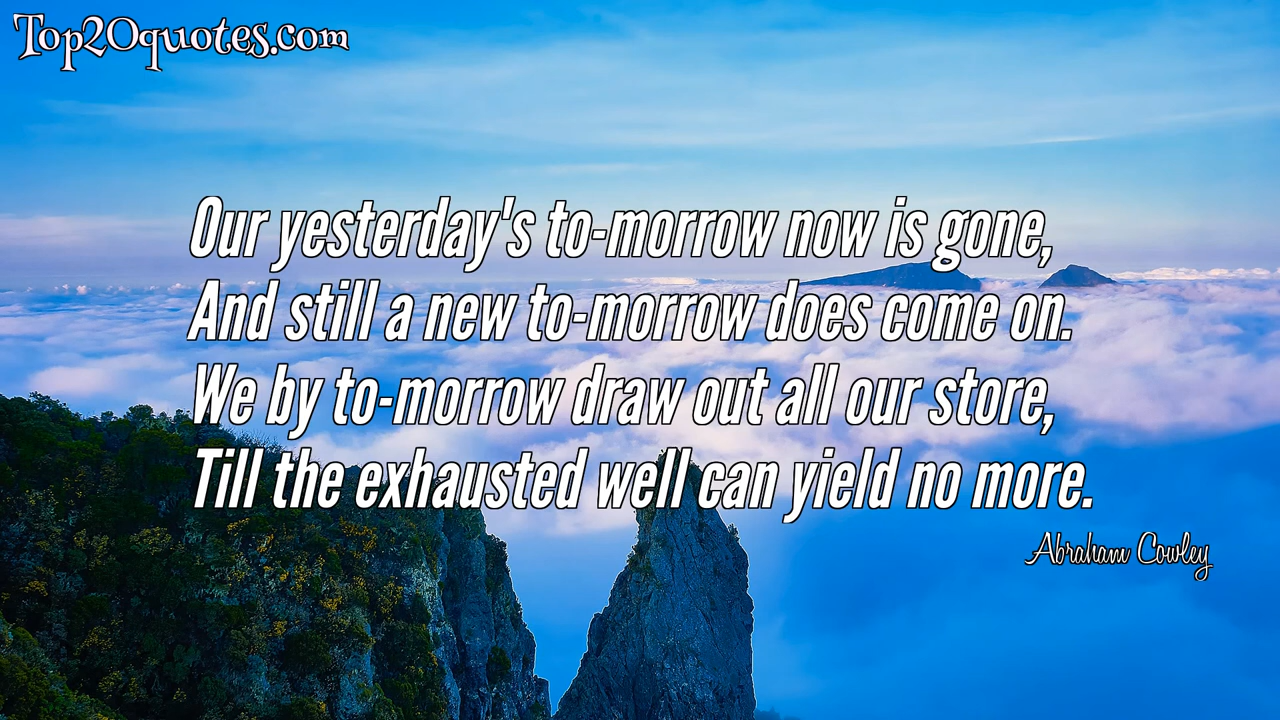 Top20quotes.com
Our yesterday's to-morrow now is gone,
And still a new to-morrow does come on.
We by to-morrow draw out all our store,
Till the exhausted well can yield no more.
Abraham Cowley